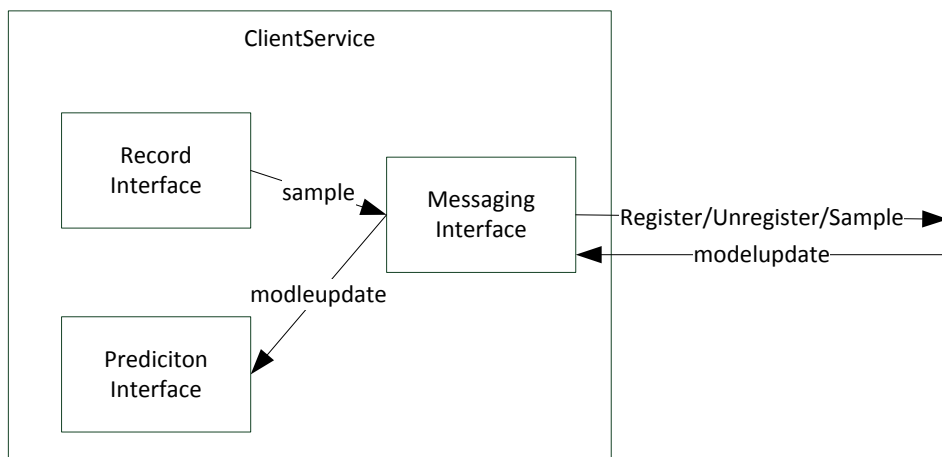 ClientService
Record
Interface
sample
Messaging
Interface
Register/Unregister/Sample
modelupdate
modleupdate
Prediciton
Interface